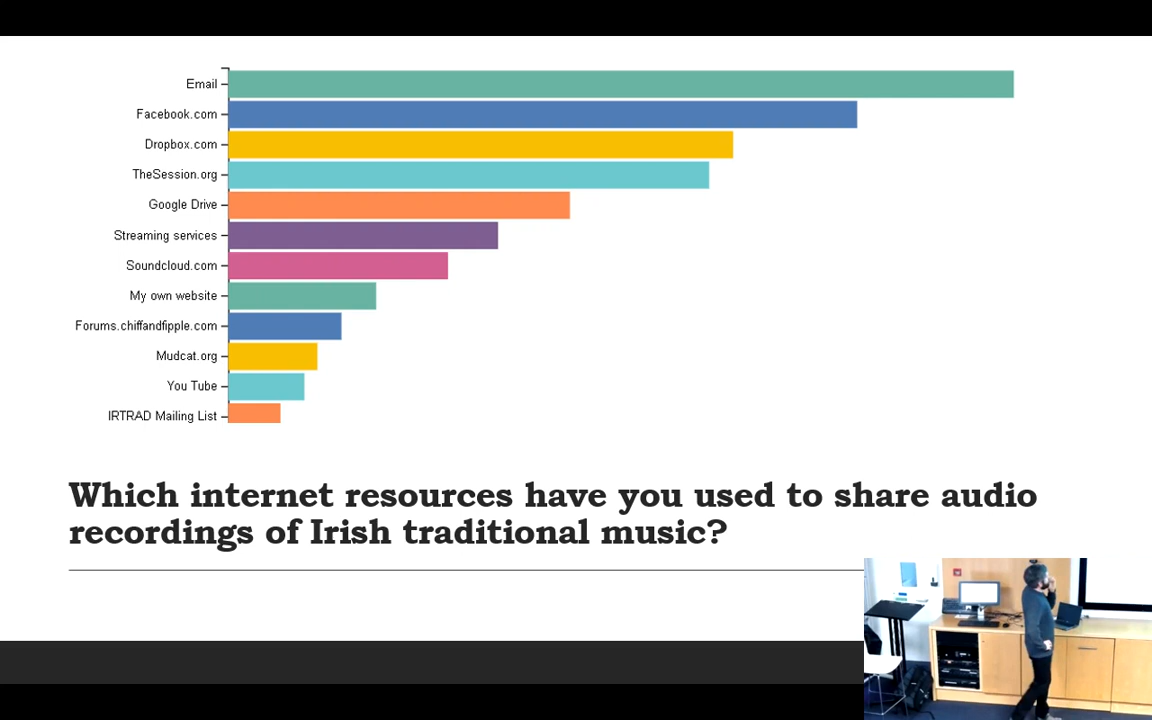 Email
Facebook.com
Dropbox.com
TheSession.org
Google Drive
Streaming services
Soundcloud.com
My own website
Forums.chiffandfipple.com
Mudcat.org
You Tube
IRTRAD Mailing List
Which internet resources have you used to share audio
recordings of Irish traditional music?